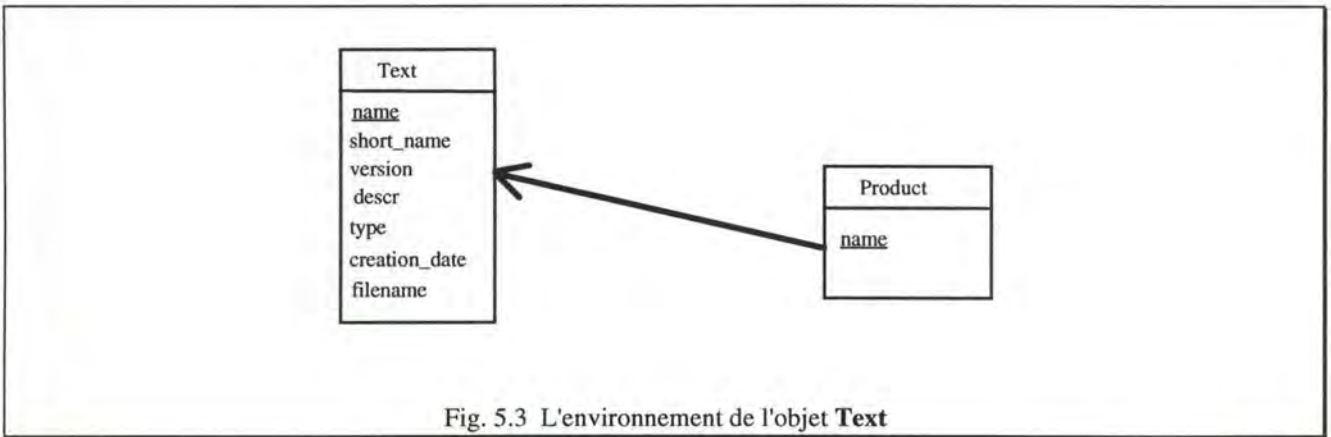 Text
name
short_name
version
descr
type
creation_date
filename
Product
name
Fig. 5.3 L'environnement de l'objet Text